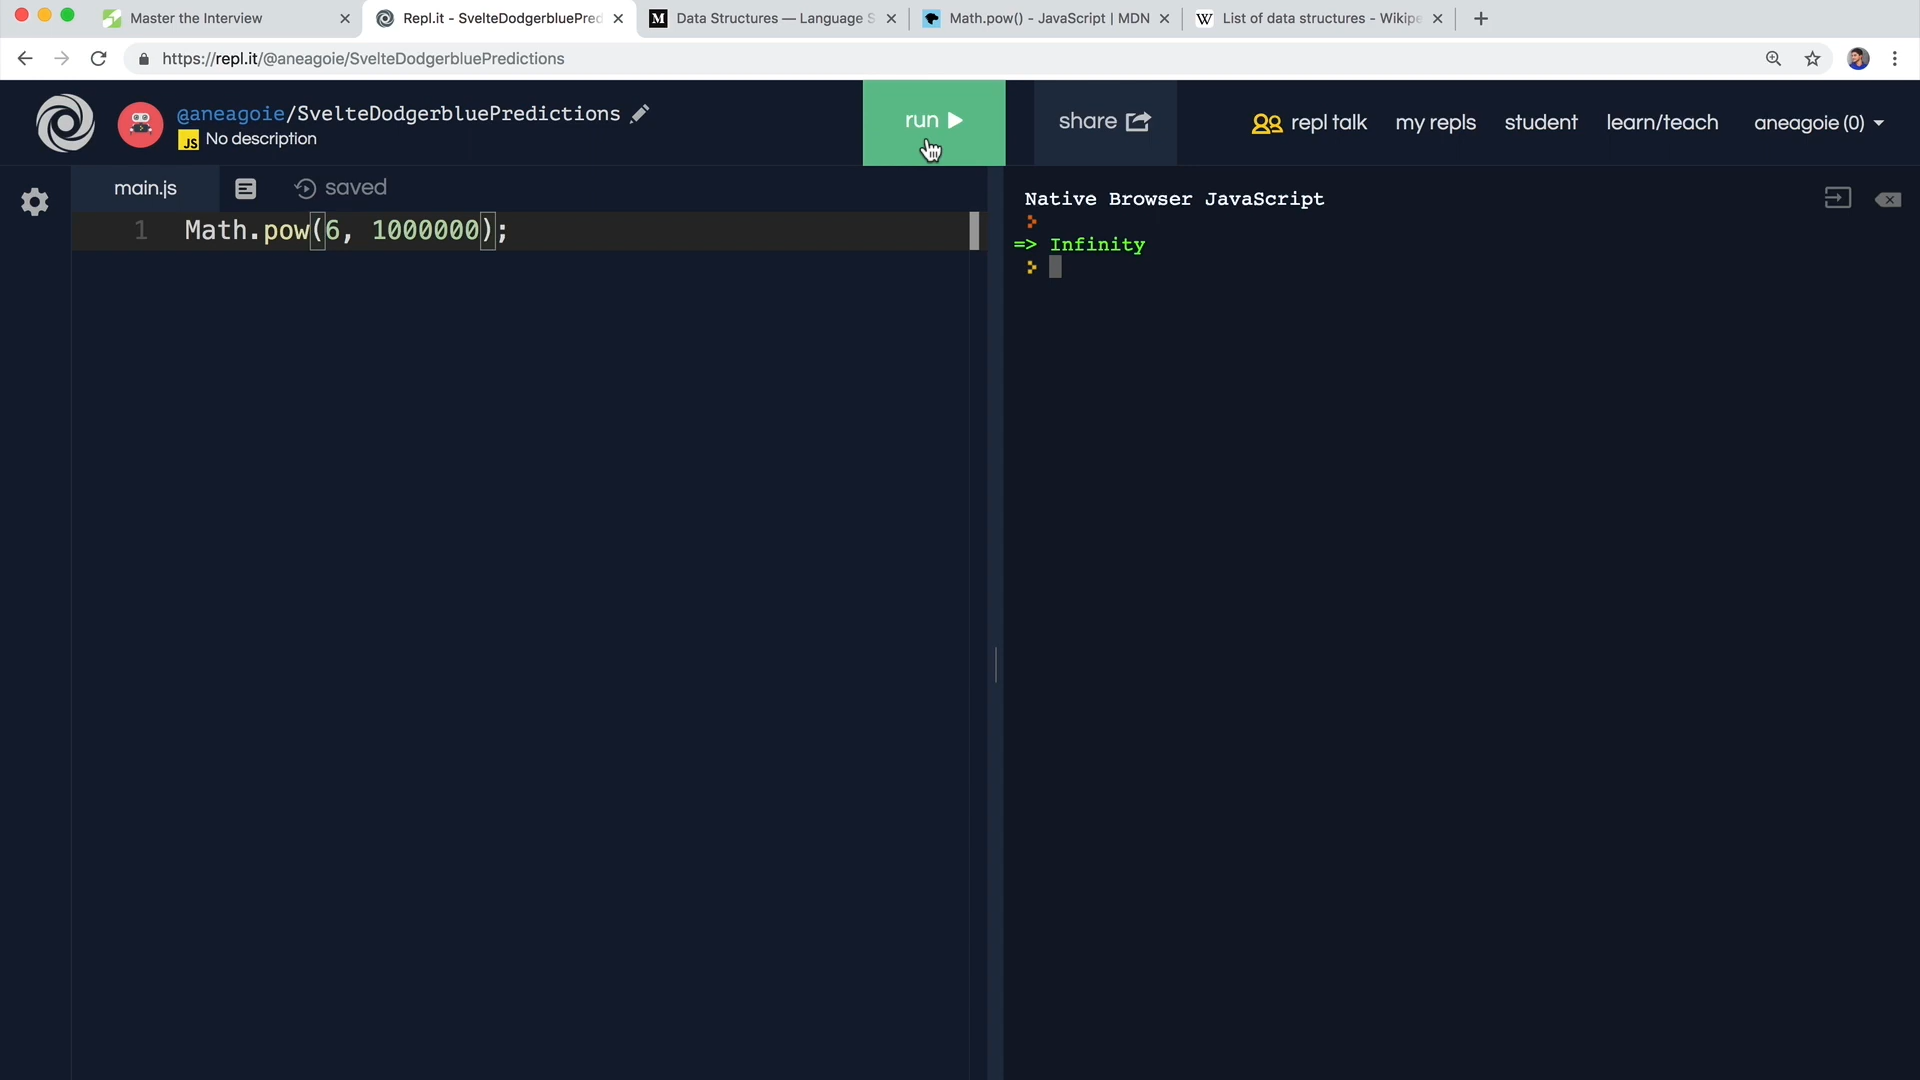 Master the Interview
Repl.it - SvelteDodgerbluePred
Data Structures — Language S
Math.pow() - JavaScript | MDN
W List of data structures - Wikipe
https://repl.it/@aneagoie/SvelteDodgerbluePredictions
@aneagoie/SvelteDodgerbluePredictions
JS No description
run
share
repl talk
my repls
student
learn/teach
aneagoie (0)
main.js
saved
1 Math.pow(6, 1000000);
Native Browser JavaScript
=> Infinity